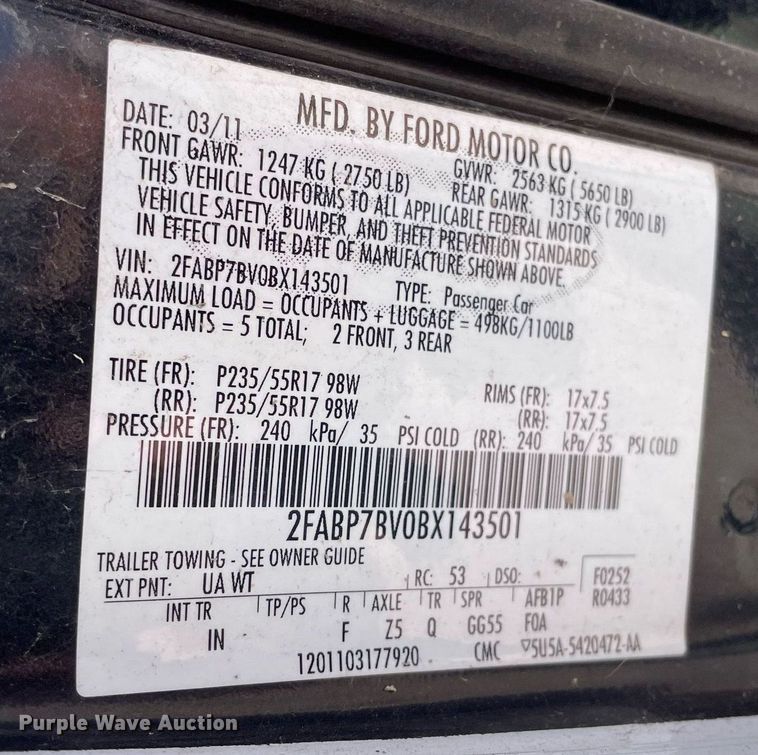 MFD. BY FORD MOTOR CO.
DATE: 03/11 GVWR: 2563 KG ( 5650 LB)
FRONT GAWR: 1247 KG ( 2750 LB) REAR GAWR: 1315 KG ( 2900 LB)
THIS VEHICLE CONFORMS TO ALL APPLICABLE FEDERAL MOTOR
VEHICLE SAFETY, BUMPER, AND THEFT PREVENTION STANDARDS
IN EFFECT ON THE DATE OF MANUFACTURE SHOWN ABOVE.
VIN: 2FABP7BV0BX143501 TYPE: Passenger Car
MAXIMUM LOAD = OCCUPANTS + LUGGAGE = 498KG/1100LB
OCCUPANTS = 5 TOTAL; 2 FRONT, 3 REAR
TIRE (FR): P235/55R17 98W RIMS (FR): 17x7.5
(RR): P235/55R17 98W (RR): 17x7.5
PRESSURE (FR): 240 kPa/ 35 PSI COLD (RR): 240 kPa/ 35 PSI COLD
2FABP7BV0BX143501
TRAILER TOWING - SEE OWNER GUIDE
EXT PNT: UA WT RC: 53 DSO: F0252
INT TR TP/PS R AXLE TR SPR AFB1P R0433
IN F Z5 Q GG55 FOA
1201103177920 CMC ▽5U5A-5420472-AA
Purple Wave Auction